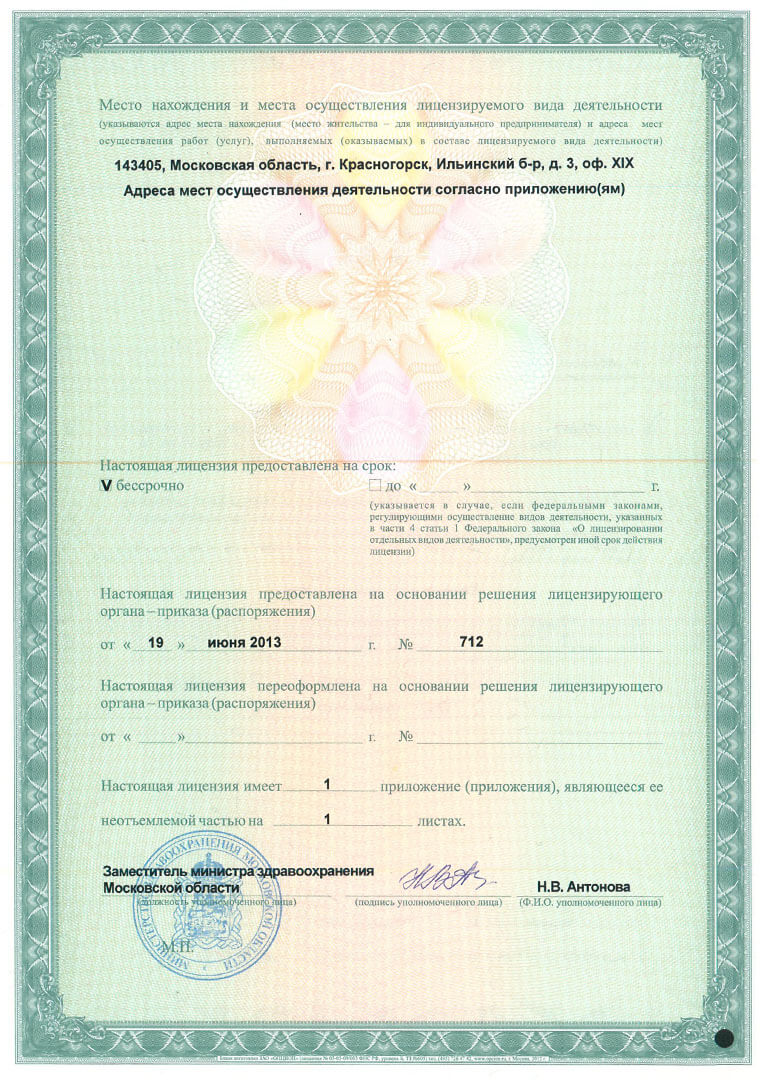 Место нахождения и места осуществления лицензируемого вида деятельности
(указываются адрес места нахождения (место жительства – для индивидуального предпринимателя) и адреса мест
осуществления работ (услуг), выполняемых (оказываемых) в составе лицензируемого вида деятельности)
143405, Московская область, г. Красногорск, Ильинский б-р, д. 3, оф. XIX
Адреса мест осуществления деятельности согласно приложению(ям)
Настоящая лицензия предоставлена на срок:
V бессрочно □ до « » г.
(указывается в случае, если федеральными законами,
регулирующими осуществление видов деятельности, указанных
в части 4 статьи 1 Федерального закона «О лицензировании
отдельных видов деятельности», предусмотрен иной срок действия
лицензии)
Настоящая лицензия предоставлена на основании решения лицензирующего
органа – приказа (распоряжения)
от « 19 » июня 2013 г. № 712
Настоящая лицензия переоформлена на основании решения лицензирующего
органа – приказа (распоряжения)
от « » г. №
Настоящая лицензия имеет 1 приложение (приложения), являющееся ее
неотъемлемой частью на 1 листах.
Заместитель министра здравоохранения
Московской области Н.В. Антонова
(должность уполномоченного лица) (подпись уполномоченного лица) (Ф.И.О. уполномоченного лица)
М.П.
МИНИСТЕРСТВО ЗДРАВООХРАНЕНИЯ МОСКОВСКОЙ ОБЛАСТИ